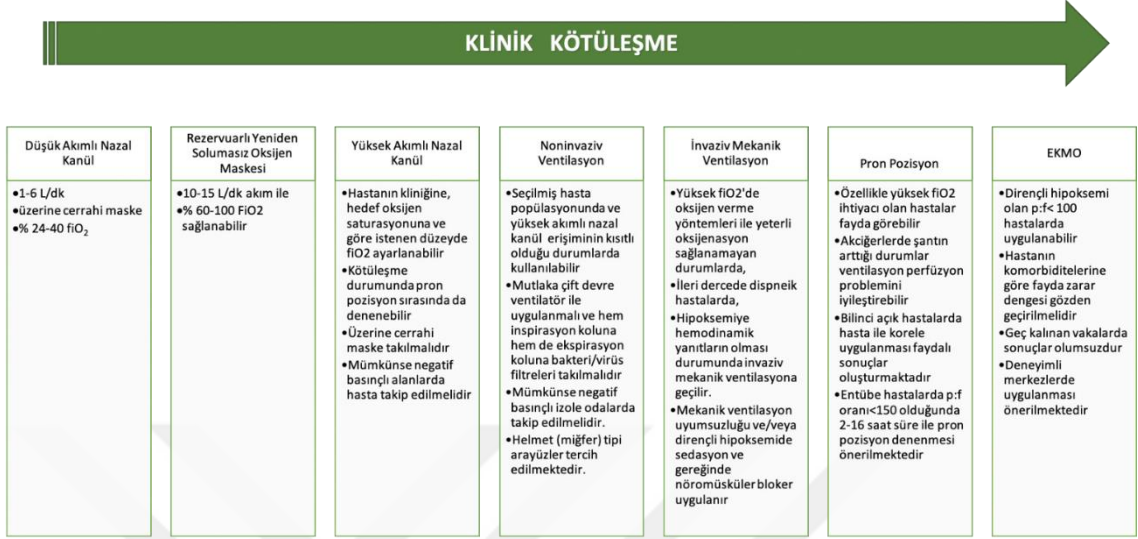 KLİNİK KÖTÜLEŞME
Düşük Akımlı Nazal
Kanül
•1-6 L/dk
•üzerine cerrahi maske
•% 24-40 fiO₂
Rezervuarlı Yeniden
Solumasız Oksijen
Maskesi
•10-15 L/dk akım ile
•% 60-100 FiO2
sağlanabilir
Yüksek Akımlı Nazal
Kanül
•Hastanın kliniğine,
hedef oksijen
saturasyonuna ve
göre istenen düzeyde
fiO2 ayarlanabilir
•Kötüleşme
durumunda pron
pozisyon sırasında da
denenebilir
•Üzerine cerrahi
maske takılmalıdır
•Mümkünse negatif
basınçlı alanlarda
hasta takip edilmelidir
Noninvaziv
Ventilasyon
•Seçilmiş hasta
popülasyonunda ve
yüksek akımlı nazal
kanül erişiminin kısıtlı
olduğu durumlarda
kullanılabilir
•Mutlaka çift devre
ventilatör ile
uygulanmalı ve hem
inspirasyon koluna
hem de ekspirasyon
koluna bakteri/virüs
filtreleri takılmalıdır
•Mümkünse negatif
basınçlı izole odalarda
takip edilmelidir.
•Helmet (miğfer) tipi
arayüzler tercih
edilmektedir.
İnvaziv Mekanik
Ventilasyon
•Yüksek fiO2'de
oksijen verme
yöntemleri ile yeterli
oksijenasyon
sağlanamayan
durumlarda,
•İleri dercede dispneik
hastalarda,
•Hipoksemiye
hemodinamik
yanıtların olması
durumunda invaziv
mekanik ventilasyona
geçilir.
•Mekanik ventilasyon
uyumsuzluğu ve/veya
dirençli hipoksemide
sedasyon ve
gereğinde
nöromüsküler bloker
uygulanır
Pron Pozisyon
•Özellikle yüksek fiO2
ihtiyacı olan hastalar
fayda görebilir
•Akciğerlerde şantın
arttığı durumlar
ventilasyon perfüzyon
problemini
iyileştirebilir
•Bilinci açık hastalarda
hasta ile korele
uygulanması faydalı
sonuçlar
oluşturmaktadır
•Entübe hastalarda p:f
oranı<150 olduğunda
2-16 saat süre ile pron
pozisyon denenmesi
önerilmektedir
EKMO
•Dirençli hipoksemi
olan p:f< 100
hastalarda
uygulanabilir
•Hastanın
komorbiditelerine
göre fayda zarar
dengesi gözden
geçirilmelidir
•Geç kalınan vakalarda
sonuçlar olumsuzdur
•Deneyimli
merkezlerde
uygulanması
önerilmektedir